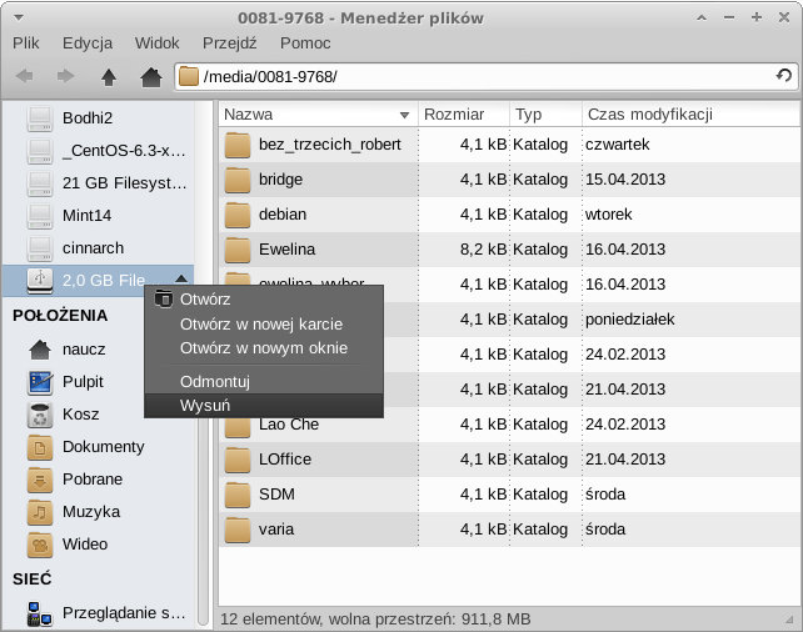 0081-9768 - Menedżer plików
Plik Edycja Widok Przejdź Pomoc
/media/0081-9768/
Bodhi2
_CentOS-6.3-x...
21 GB Filesyst...
Mint14
cinnarch
2,0 GB File
POŁOŻENIA
naucz
Pulpit
Kosz
Dokumenty
Pobrane
Muzyka
Wideo
SIEĆ
Przeglądanie s...
Nazwa Rozmiar Typ Czas modyfikacji
bez_trzecich_robert 4,1 kB Katalog czwartek
bridge 4,1 kB Katalog 15.04.2013
debian 4,1 kB Katalog wtorek
Ewelina 8,2 kB Katalog 16.04.2013
ewelina_wybor 4,1 kB Katalog 16.04.2013
4,1 kB Katalog poniedziałek
4,1 kB Katalog 24.02.2013
4,1 kB Katalog 21.04.2013
Lao Che 4,1 kB Katalog 24.02.2013
LOffice 4,1 kB Katalog 21.04.2013
SDM 4,1 kB Katalog środa
varia 4,1 kB Katalog środa
Otwórz
Otwórz w nowej karcie
Otwórz w nowym oknie
Odmontuj
Wysuń
12 elementów, wolna przestrzeń: 911,8 MB